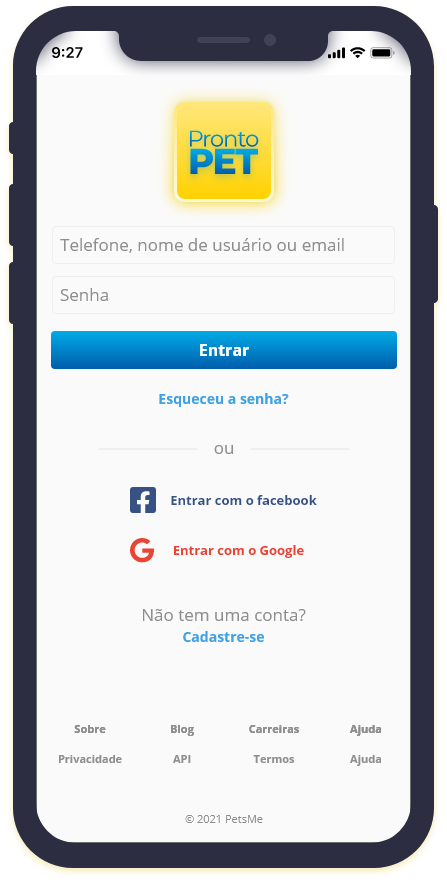 9:27
Pronto
PET
Telefone, nome de usuário ou email
Senha
Entrar
Esqueceu a senha?
ou
Entrar com o facebook
Entrar com o Google
Não tem uma conta?
Cadastre-se
Sobre Blog Carreiras Ajuda
Privacidade API Termos Ajuda
© 2021 PetsMe